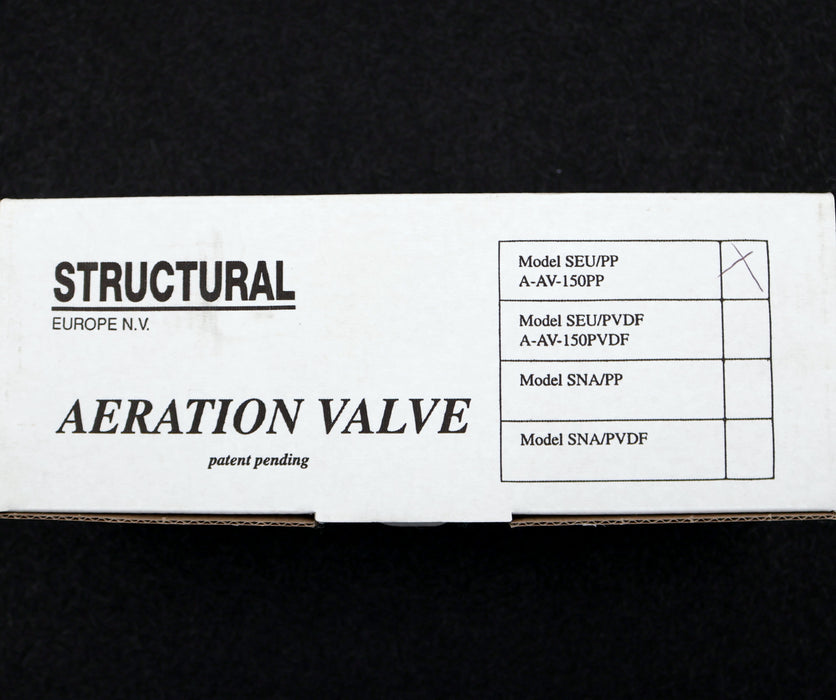 STRUCTURAL
EUROPE N.V.
AERATION VALVE
patent pending
Model SEU/PP
A-AV-150PP
Model SEU/PVDF
A-AV-150PVDF
Model SNA/PP
Model SNA/PVDF